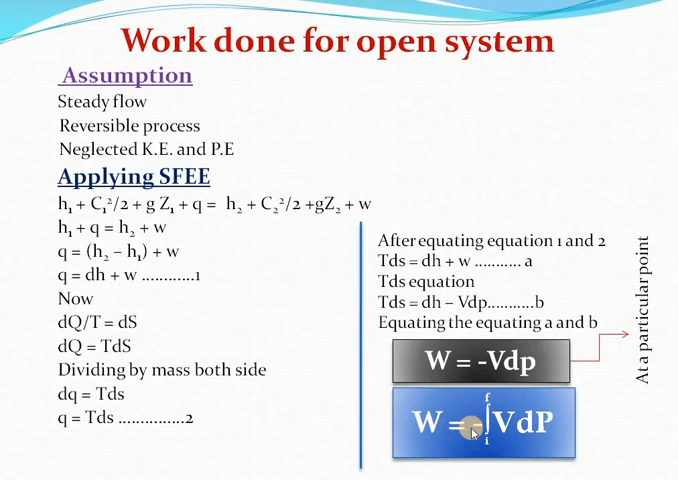 Work done for open system
Assumption
Steady flow
Reversible process
Neglected K.E. and P.E
Applying SFEE
h₁ + C₁²/2 + g Z₁ + q = h₂ + C₂²/2 +gZ₂ + w
h₁ + q = h₂ + w
q = (h₂ – h₁) + w
q = dh + w ............1
Now
dQ/T = dS
dQ = TdS
Dividing by mass both side
dq = Tds
q = Tds ...............2
After equating equation 1 and 2
Tds = dh + w ........... a
Tds equation
Tds = dh – Vdp..........b
Equating the equating a and b
W = -Vdp
W = -∫ᵢᶠ VdP
At a particular point